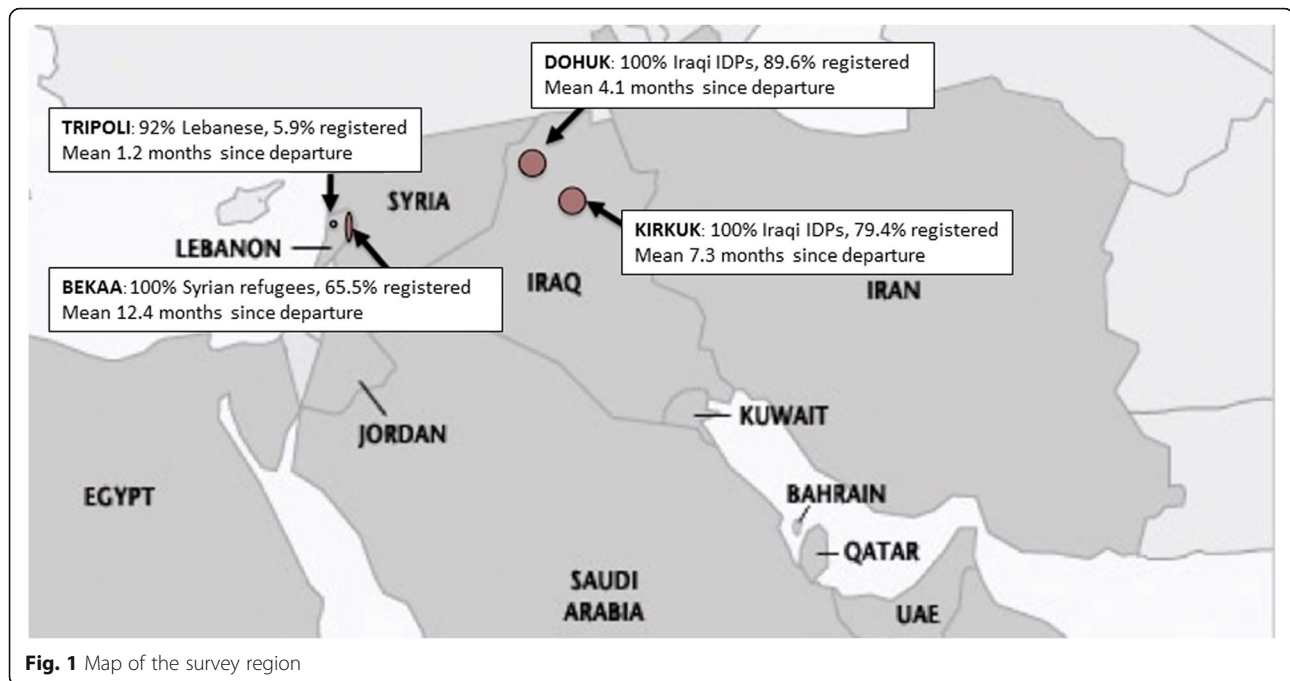 DOHUK: 100% Iraqi IDPs, 89.6% registered
Mean 4.1 months since departure
TRIPOLI: 92% Lebanese, 5.9% registered
Mean 1.2 months since departure
SYRIA
LEBANON
KIRKUK: 100% Iraqi IDPs, 79.4% registered
Mean 7.3 months since departure
BEKAA: 100% Syrian refugees, 65.5% registered
Mean 12.4 months since departure
IRAQ
IRAN
JORDAN
KUWAIT
EGYPT
BAHRAIN
QATAR
SAUDI
ARABIA
UAE
Fig. 1 Map of the survey region